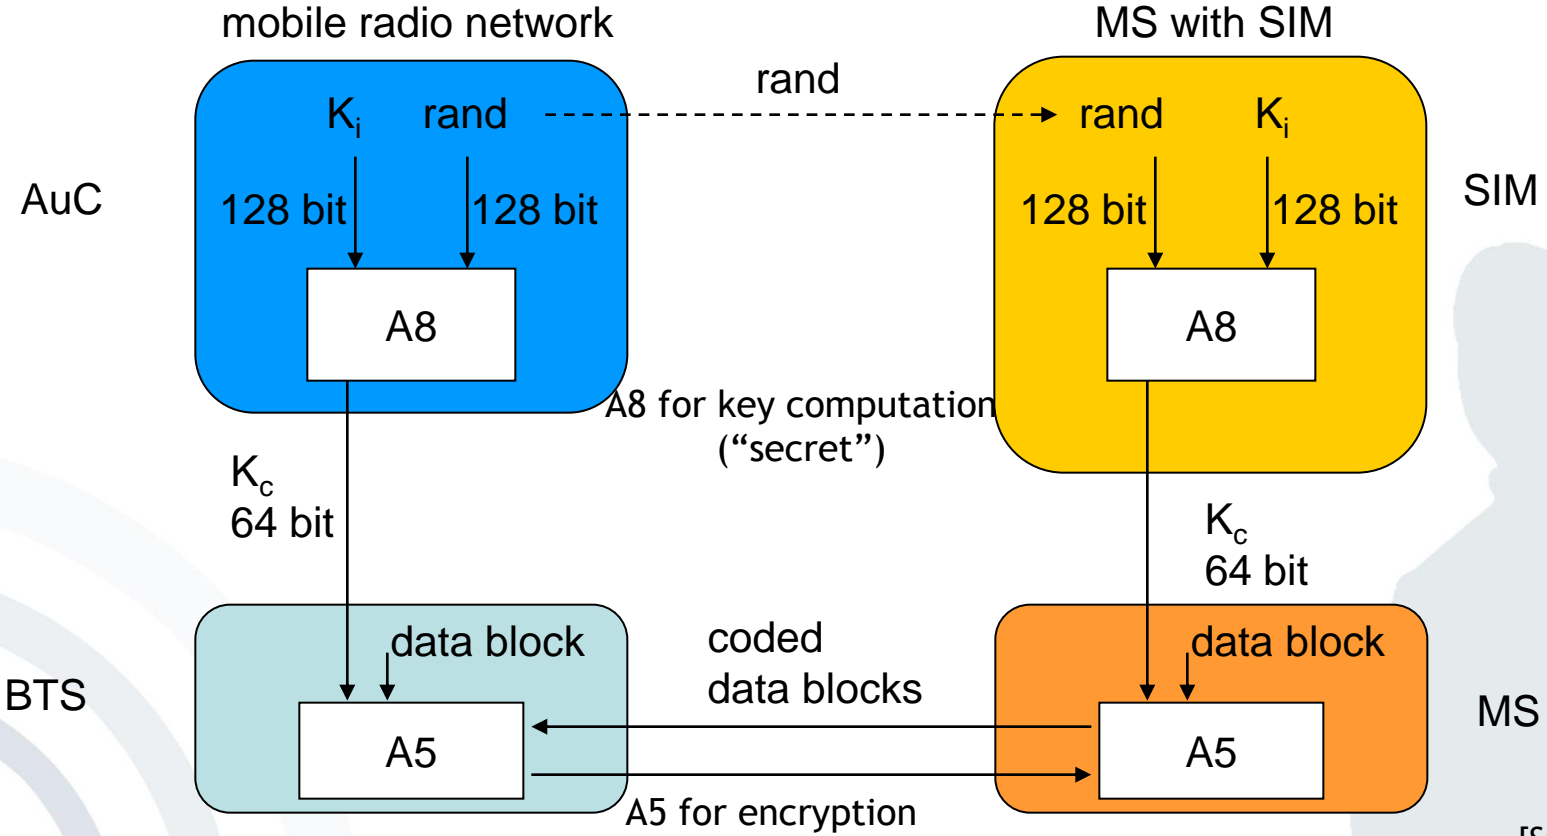 mobile radio network
MS with SIM
rand
Ki rand
rand Ki
AuC
128 bit 128 bit
128 bit 128 bit
SIM
A8
A8
A8 for key computation
(“secret”)
Kc
64 bit
Kc
64 bit
BTS
data block
coded
data blocks
data block
MS
A5
A5
A5 for encryption